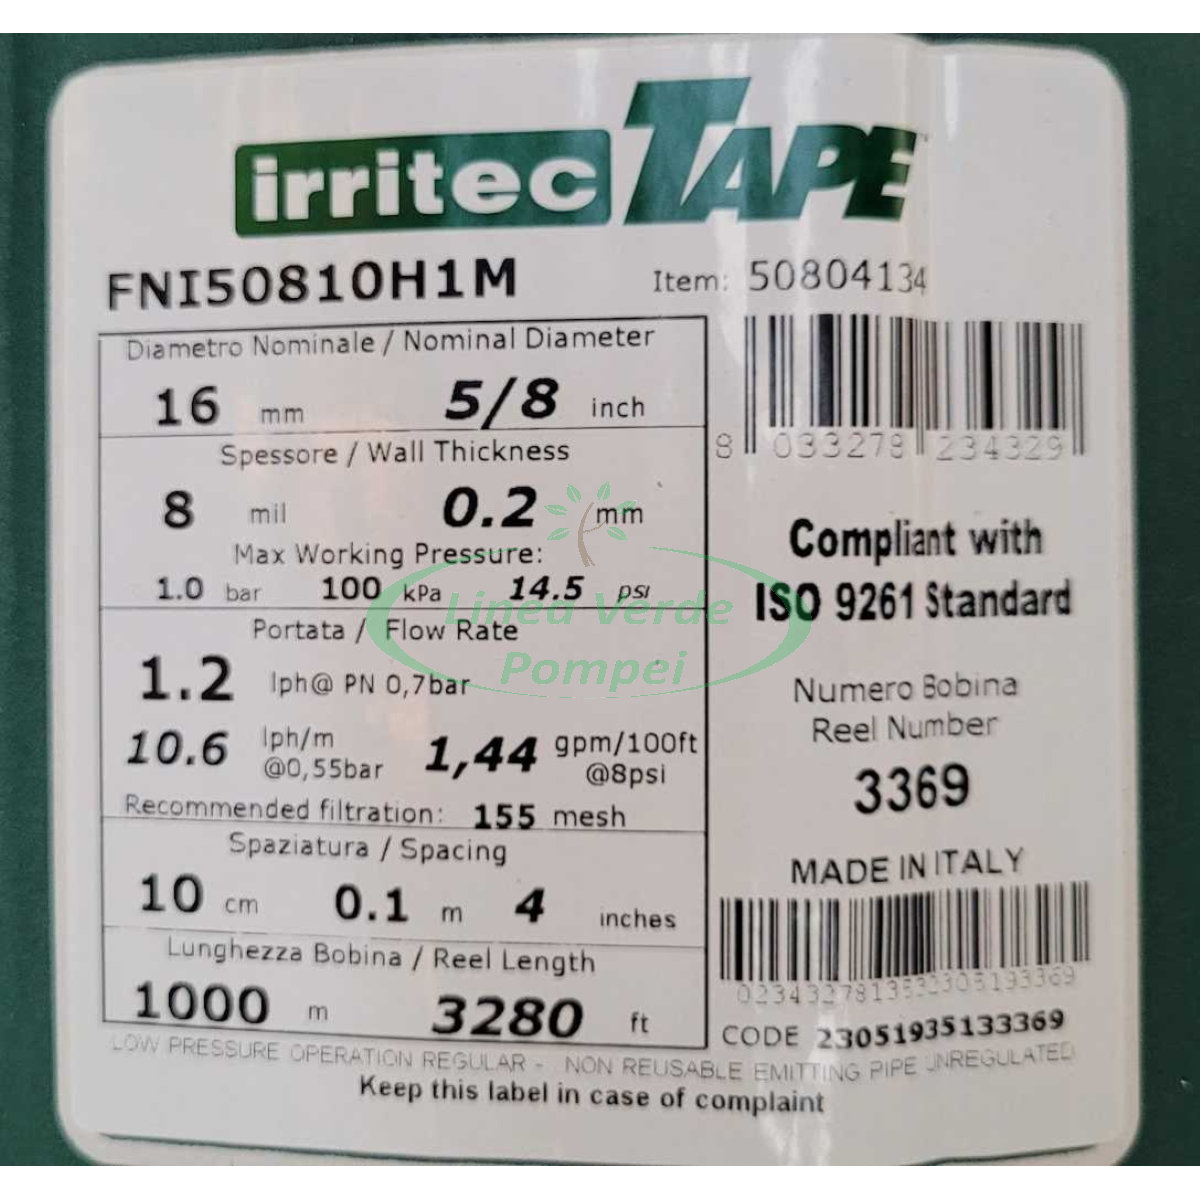 irritec TAPE
FNI50810H1M
Item: 50804134
Diametro Nominale / Nominal Diameter
16 mm 5/8 inch
Spessore / Wall Thickness
8 mil 0.2 mm
Max Working Pressure:
1.0 bar 100 kPa 14.5 psi
Portata / Flow Rate
1.2 lph@ PN 0,7bar
10.6 lph/m @0,55bar 1,44 gpm/100ft @8psi
Recommended filtration: 155 mesh
Spaziatura / Spacing
10 cm 0.1 m 4 inches
Lunghezza Bobina / Reel Length
1000 m 3280 ft
8 033278 234329
Compliant with
ISO 9261 Standard
Linea Verde
Pompei
Numero Bobina
Reel Number
3369
MADE IN ITALY
CODE 23051935133369
LOW PRESSURE OPERATION REGULAR - NON REUSABLE EMITTING PIPE UNREGULATED
Keep this label in case of complaint